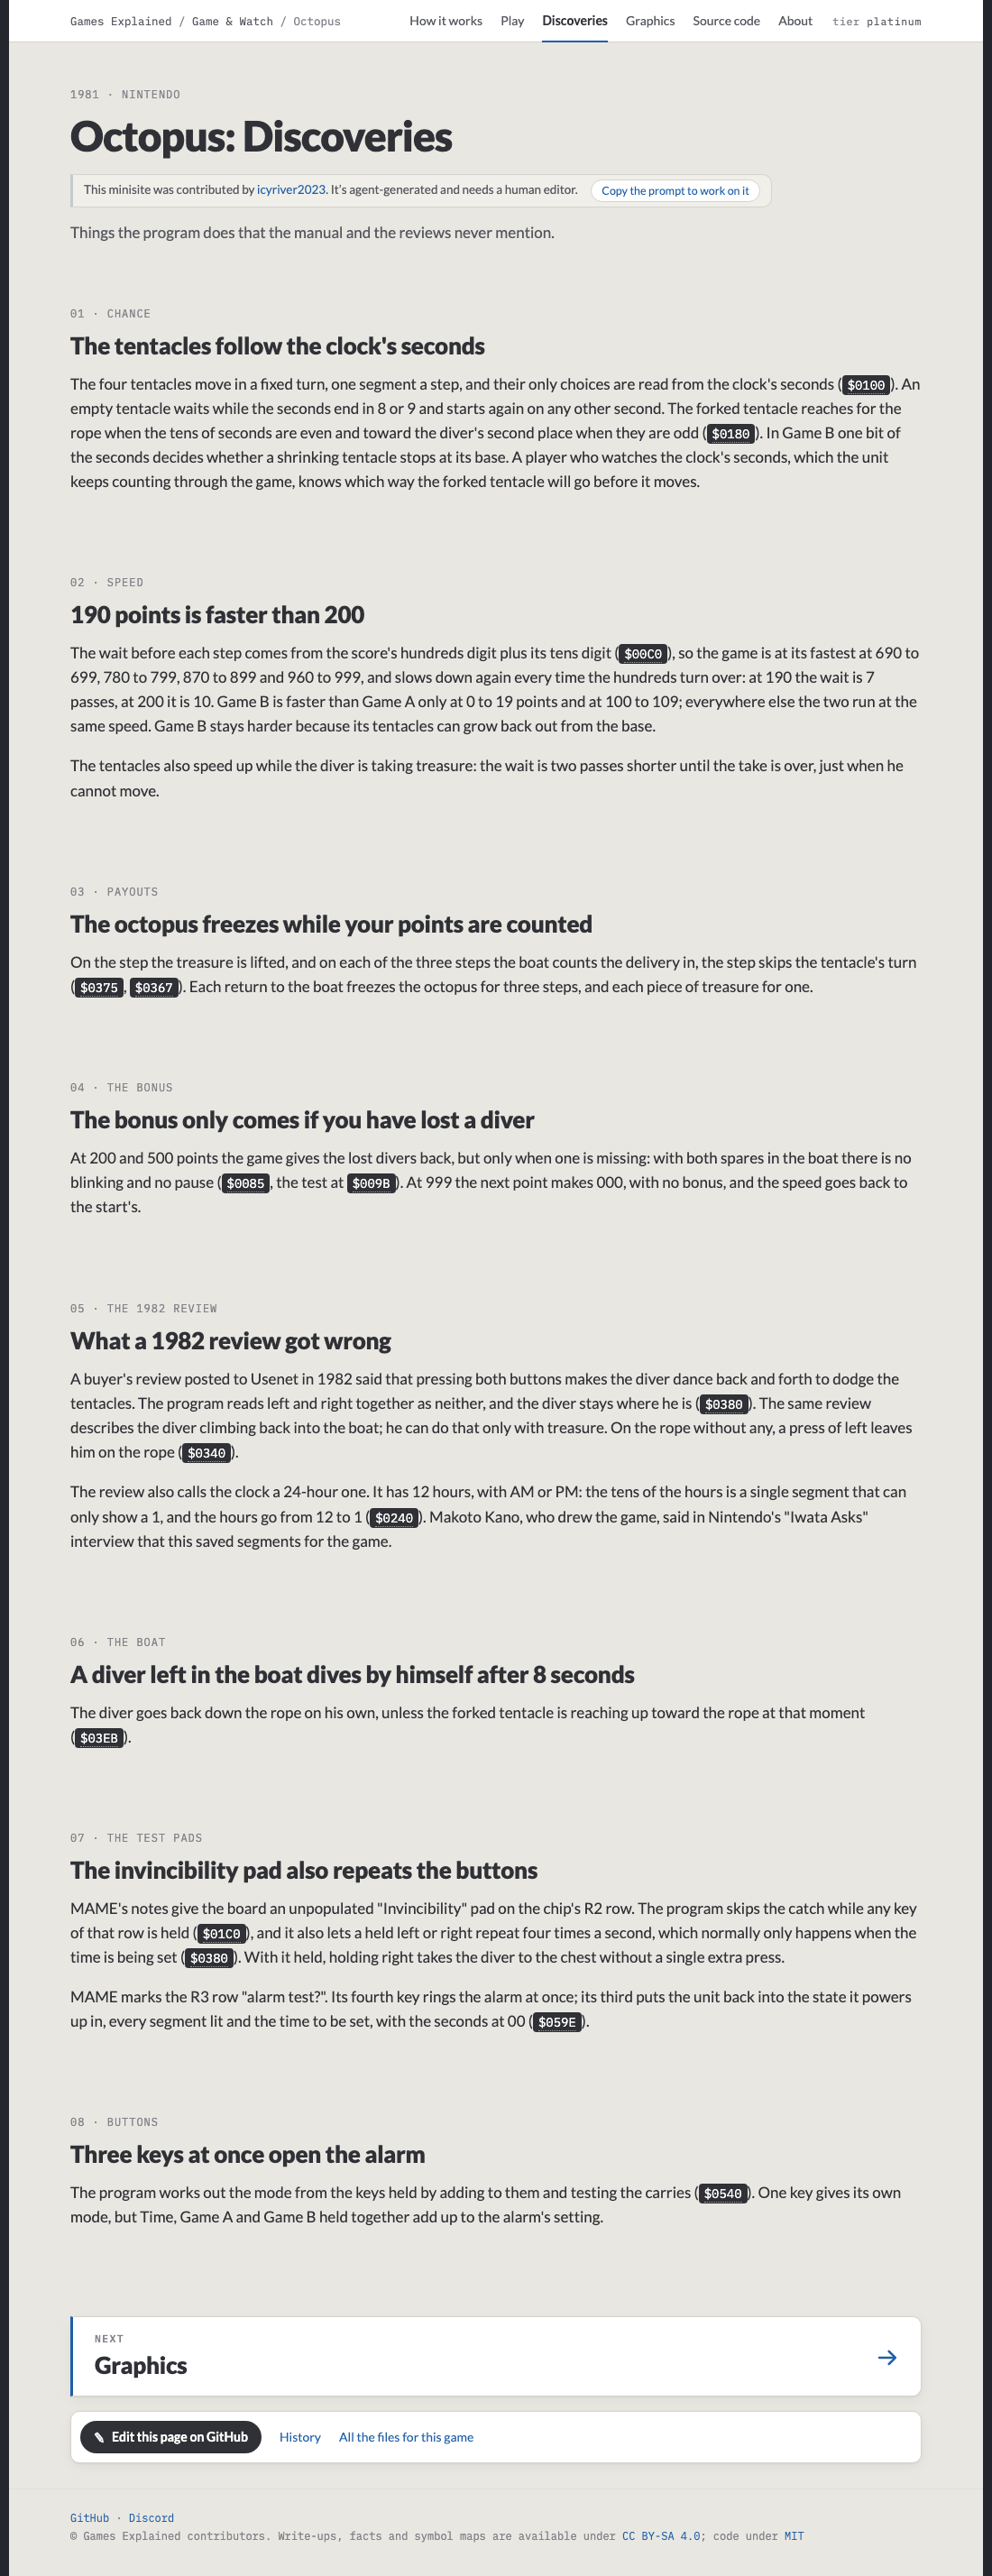 Games Explained / Game & Watch / Octopus
How it works Play Discoveries Graphics Source code About tier platinum
1981 · NINTENDO
Octopus: Discoveries
This minisite was contributed by icyriver2023. It's agent-generated and needs a human editor. Copy the prompt to work on it
Things the program does that the manual and the reviews never mention.
01 · CHANCE
The tentacles follow the clock's seconds
The four tentacles move in a fixed turn, one segment a step, and their only choices are read from the clock's seconds ($0100). An
empty tentacle waits while the seconds end in 8 or 9 and starts again on any other second. The forked tentacle reaches for the
rope when the tens of seconds are even and toward the diver's second place when they are odd ($0180). In Game B one bit of
the seconds decides whether a shrinking tentacle stops at its base. A player who watches the clock's seconds, which the unit
keeps counting through the game, knows which way the forked tentacle will go before it moves.
02 · SPEED
190 points is faster than 200
The wait before each step comes from the score's hundreds digit plus its tens digit ($00C0), so the game is at its fastest at 690 to
699, 780 to 799, 870 to 899 and 960 to 999, and slows down again every time the hundreds turn over: at 190 the wait is 7
passes, at 200 it is 10. Game B is faster than Game A only at 0 to 19 points and at 100 to 109; everywhere else the two run at the
same speed. Game B stays harder because its tentacles can grow back out from the base.
The tentacles also speed up while the diver is taking treasure: the wait is two passes shorter until the take is over, just when he
cannot move.
03 · PAYOUTS
The octopus freezes while your points are counted
On the step the treasure is lifted, and on each of the three steps the boat counts the delivery in, the step skips the tentacle's turn
($0375, $0367). Each return to the boat freezes the octopus for three steps, and each piece of treasure for one.
04 · THE BONUS
The bonus only comes if you have lost a diver
At 200 and 500 points the game gives the lost divers back, but only when one is missing: with both spares in the boat there is no
blinking and no pause ($0085, the test at $009B). At 999 the next point makes 000, with no bonus, and the speed goes back to
the start's.
05 · THE 1982 REVIEW
What a 1982 review got wrong
A buyer's review posted to Usenet in 1982 said that pressing both buttons makes the diver dance back and forth to dodge the
tentacles. The program reads left and right together as neither, and the diver stays where he is ($0380). The same review
describes the diver climbing back into the boat; he can do that only with treasure. On the rope without any, a press of left leaves
him on the rope ($0340).
The review also calls the clock a 24-hour one. It has 12 hours, with AM or PM: the tens of the hours is a single segment that can
only show a 1, and the hours go from 12 to 1 ($0240). Makoto Kano, who drew the game, said in Nintendo's "Iwata Asks"
interview that this saved segments for the game.
06 · THE BOAT
A diver left in the boat dives by himself after 8 seconds
The diver goes back down the rope on his own, unless the forked tentacle is reaching up toward the rope at that moment
($03EB).
07 · THE TEST PADS
The invincibility pad also repeats the buttons
MAME's notes give the board an unpopulated "Invincibility" pad on the chip's R2 row. The program skips the catch while any key
of that row is held ($01C0), and it also lets a held left or right repeat four times a second, which normally only happens when the
time is being set ($0380). With it held, holding right takes the diver to the chest without a single extra press.
MAME marks the R3 row "alarm test?". Its fourth key rings the alarm at once; its third puts the unit back into the state it powers
up in, every segment lit and the time to be set, with the seconds at 00 ($059E).
08 · BUTTONS
Three keys at once open the alarm
The program works out the mode from the keys held by adding to them and testing the carries ($0540). One key gives its own
mode, but Time, Game A and Game B held together add up to the alarm's setting.
NEXT
Graphics
Edit this page on GitHub History All the files for this game
GitHub · Discord
© Games Explained contributors. Write-ups, facts and symbol maps are available under CC BY-SA 4.0; code under MIT